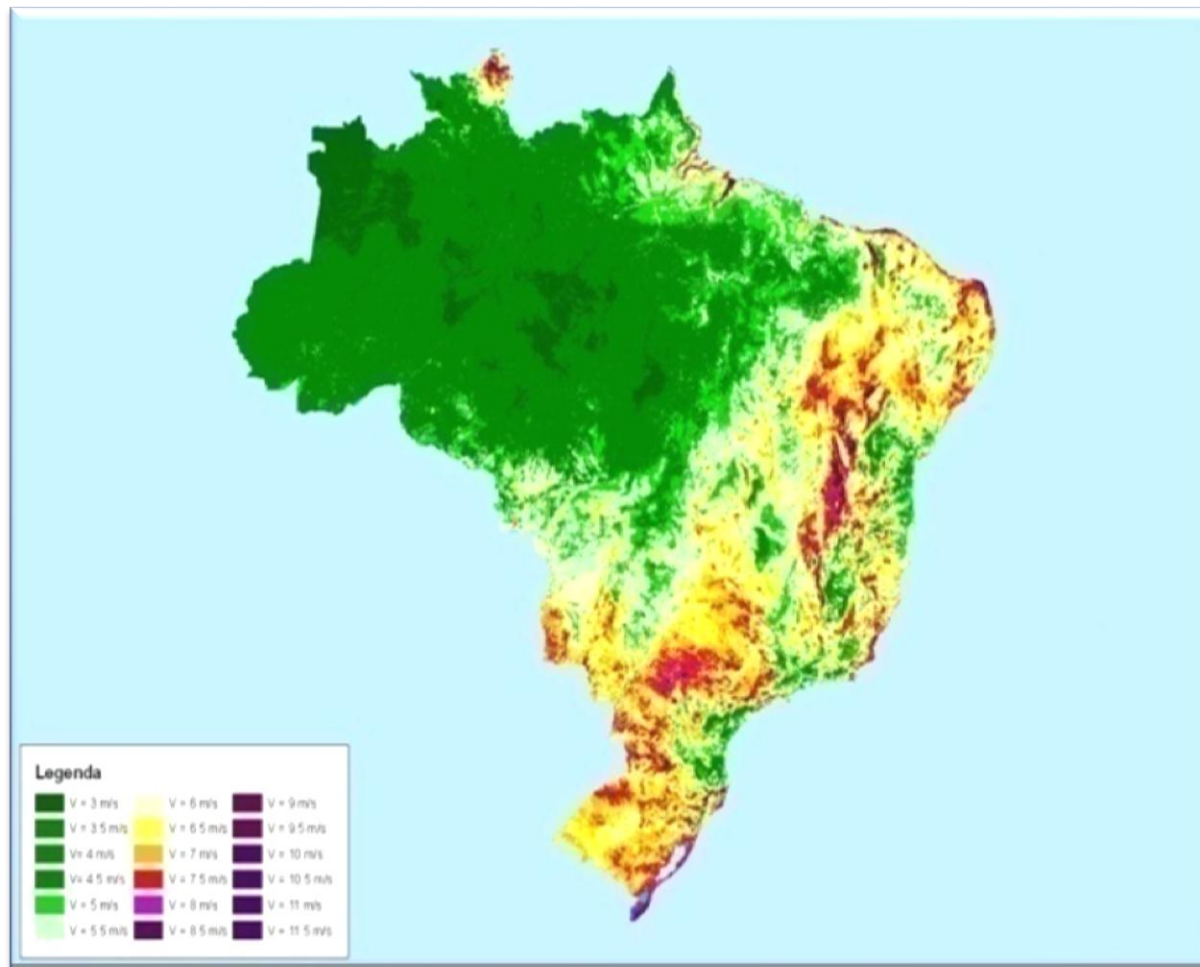 Legenda
V = 3 m/s
V = 3 5 m/s
V= 4 m/s
V= 4 5 m/s
V = 5 m/s
V = 5 5 m/s
V = 6 m/s
V = 6 5 m/s
V = 7 m/s
V = 7 5 m/s
V = 8 m/s
V = 8 5 m/s
V = 9 m/s
V = 9 5 m/s
V = 10 m/s
V = 10 5 m/s
V = 11 m/s
V = 11 5 m/s